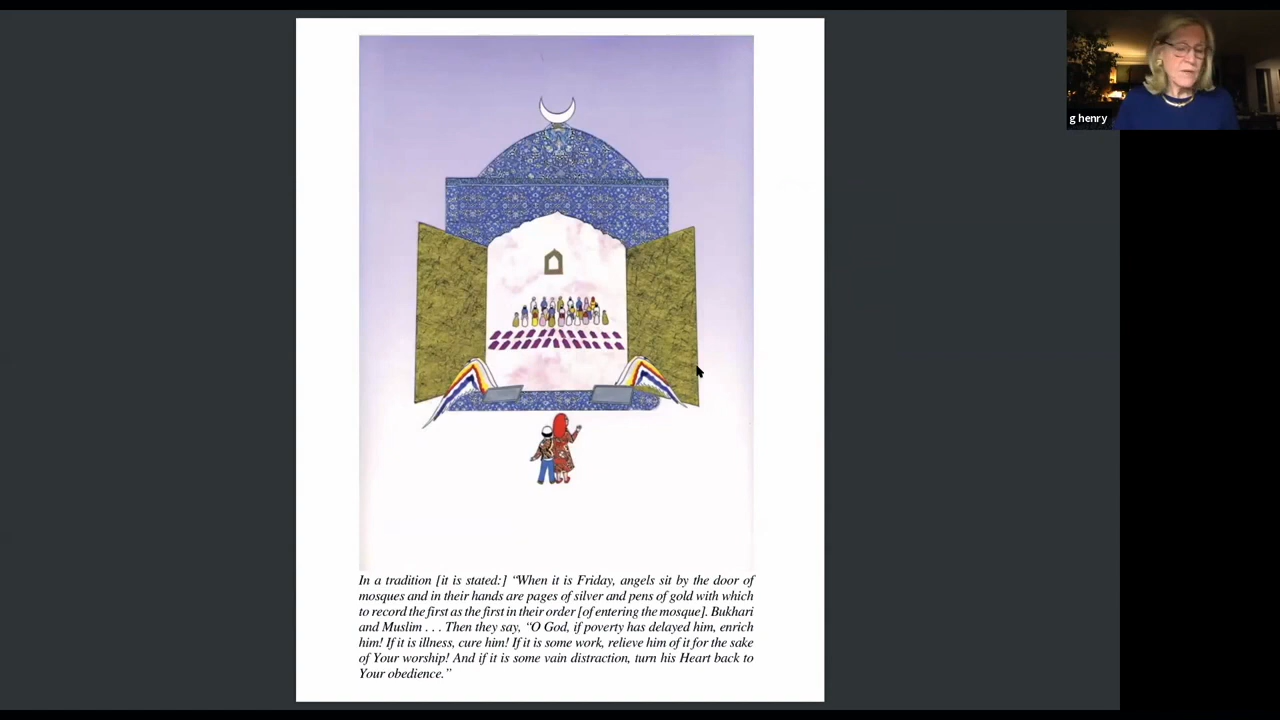 g henry
In a tradition [it is stated:] “When it is Friday, angels sit by the door of
mosques and in their hands are pages of silver and pens of gold with which
to record the first as the first in their order [of entering the mosque]. Bukhari
and Muslim . . . Then they say, “O God, if poverty has delayed him, enrich
him! If it is illness, cure him! If it is some work, relieve him of it for the sake
of Your worship! And if it is some vain distraction, turn his Heart back to
Your obedience.”